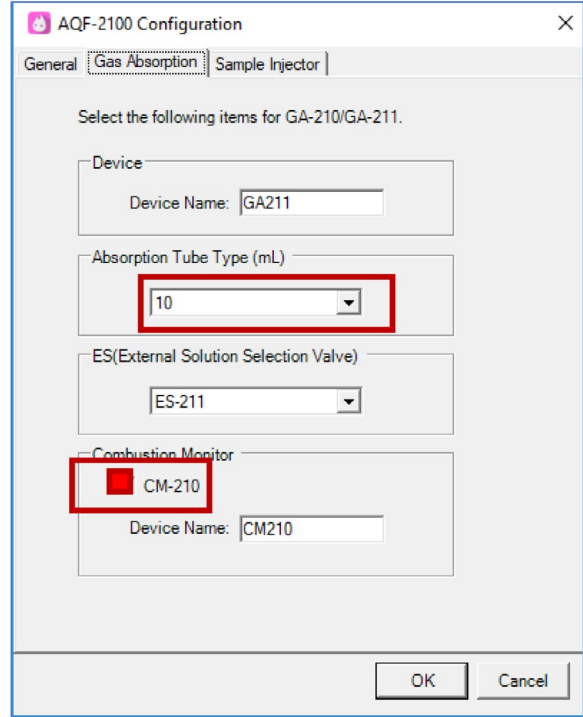 AQF-2100 Configuration
General Gas Absorption Sample Injector
Select the following items for GA-210/GA-211.
Device
Device Name: GA211
Absorption Tube Type (mL)
10
ES(External Solution Selection Valve)
ES-211
Combustion Monitor
CM-210
Device Name: CM210
OK Cancel